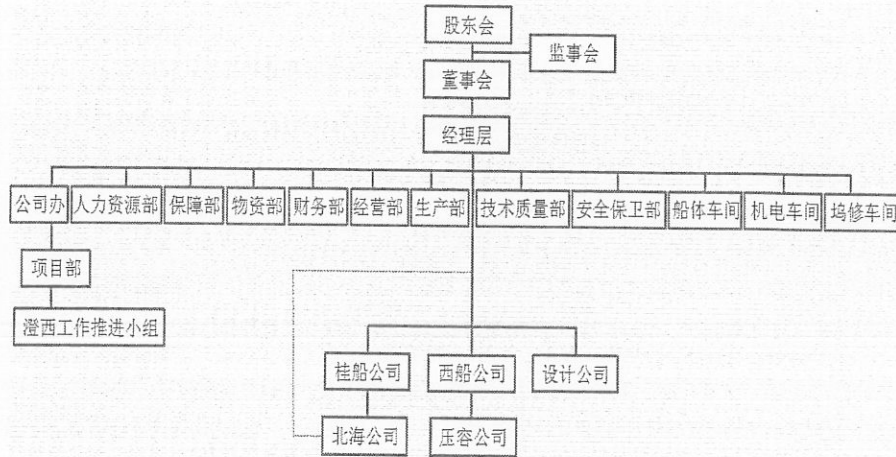 股东会
监事会
董事会
经理层
公司办 人力资源部 保障部 物资部 财务部 经营部 生产部 技术质量部 安全保卫部 船体车间 机电车间 坞修车间
项目部
澄西工作推进小组
桂船公司 西船公司 设计公司
北海公司 压容公司